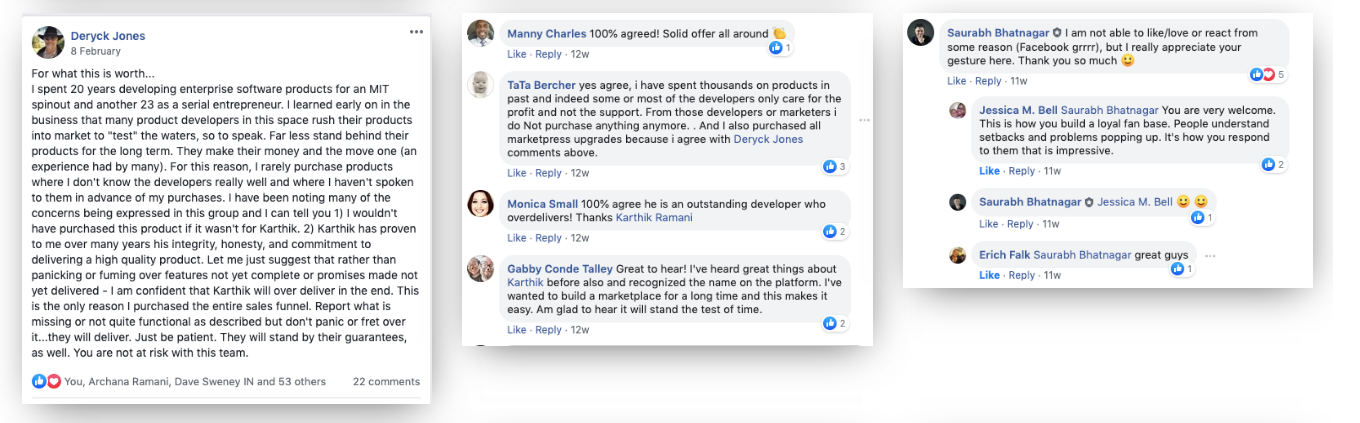 Deryck Jones
8 February
For what this is worth...
I spent 20 years developing enterprise software products for an MIT
spinout and another 23 as a serial entrepreneur. I learned early on in the
business that many product developers in this space rush their products
into market to "test" the waters, so to speak. Far less stand behind their
products for the long term. They make their money and the move one (an
experience had by many). For this reason, I rarely purchase products
where I don't know the developers really well and where I haven't spoken
to them in advance of my purchases. I have been noting many of the
concerns being expressed in this group and I can tell you 1) I wouldn't
have purchased this product if it wasn't for Karthik. 2) Karthik has proven
to me over many years his integrity, honesty, and commitment to
delivering a high quality product. Let me just suggest that rather than
panicking or fuming over features not yet complete or promises made not
yet delivered - I am confident that Karthik will over deliver in the end. This
is the only reason I purchased the entire sales funnel. Report what is
missing or not quite functional as described but don't panic or fret over
it...they will deliver. Just be patient. They will stand by their guarantees,
as well. You are not at risk with this team.
You, Archana Ramani, Dave Sweney IN and 53 others 22 comments
Manny Charles 100% agreed! Solid offer all around 👏
1
Like · Reply · 12w
TaTa Bercher yes agree, i have spent thousands on products in
past and indeed some or most of the developers only care for the
profit and not the support. From those developers or marketers i
do Not purchase anything anymore. . And I also purchased all
marketpress upgrades because i agree with Deryck Jones
comments above.
3
Like · Reply · 12w
Monica Small 100% agree he is an outstanding developer who
overdelivers! Thanks Karthik Ramani
2
Like · Reply · 12w
Gabby Conde Talley Great to hear! I've heard great things about
Karthik before also and recognized the name on the platform. I've
wanted to build a marketplace for a long time and this makes it
easy. Am glad to hear it will stand the test of time.
2
Like · Reply · 12w
Saurabh Bhatnagar I am not able to like/love or react from
some reason (Facebook grrrr), but I really appreciate your
gesture here. Thank you so much 😀
5
Like · Reply · 11w
Jessica M. Bell Saurabh Bhatnagar You are very welcome.
This is how you build a loyal fan base. People understand
setbacks and problems popping up. It's how you respond
to them that is impressive.
2
Like · Reply · 11w
Saurabh Bhatnagar Jessica M. Bell 😀 😀
1
Like · Reply · 11w
Erich Falk Saurabh Bhatnagar great guys
1
Like · Reply · 11w